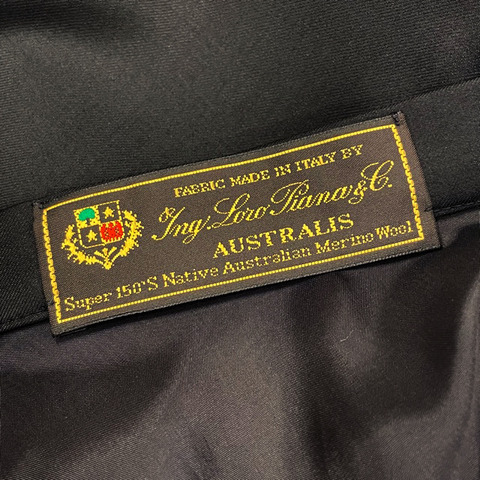 FABRIC MADE IN ITALY BY
Ing. Loro Piana & C.
AUSTRALIS
Super 150'S Native Australian Merino Wool